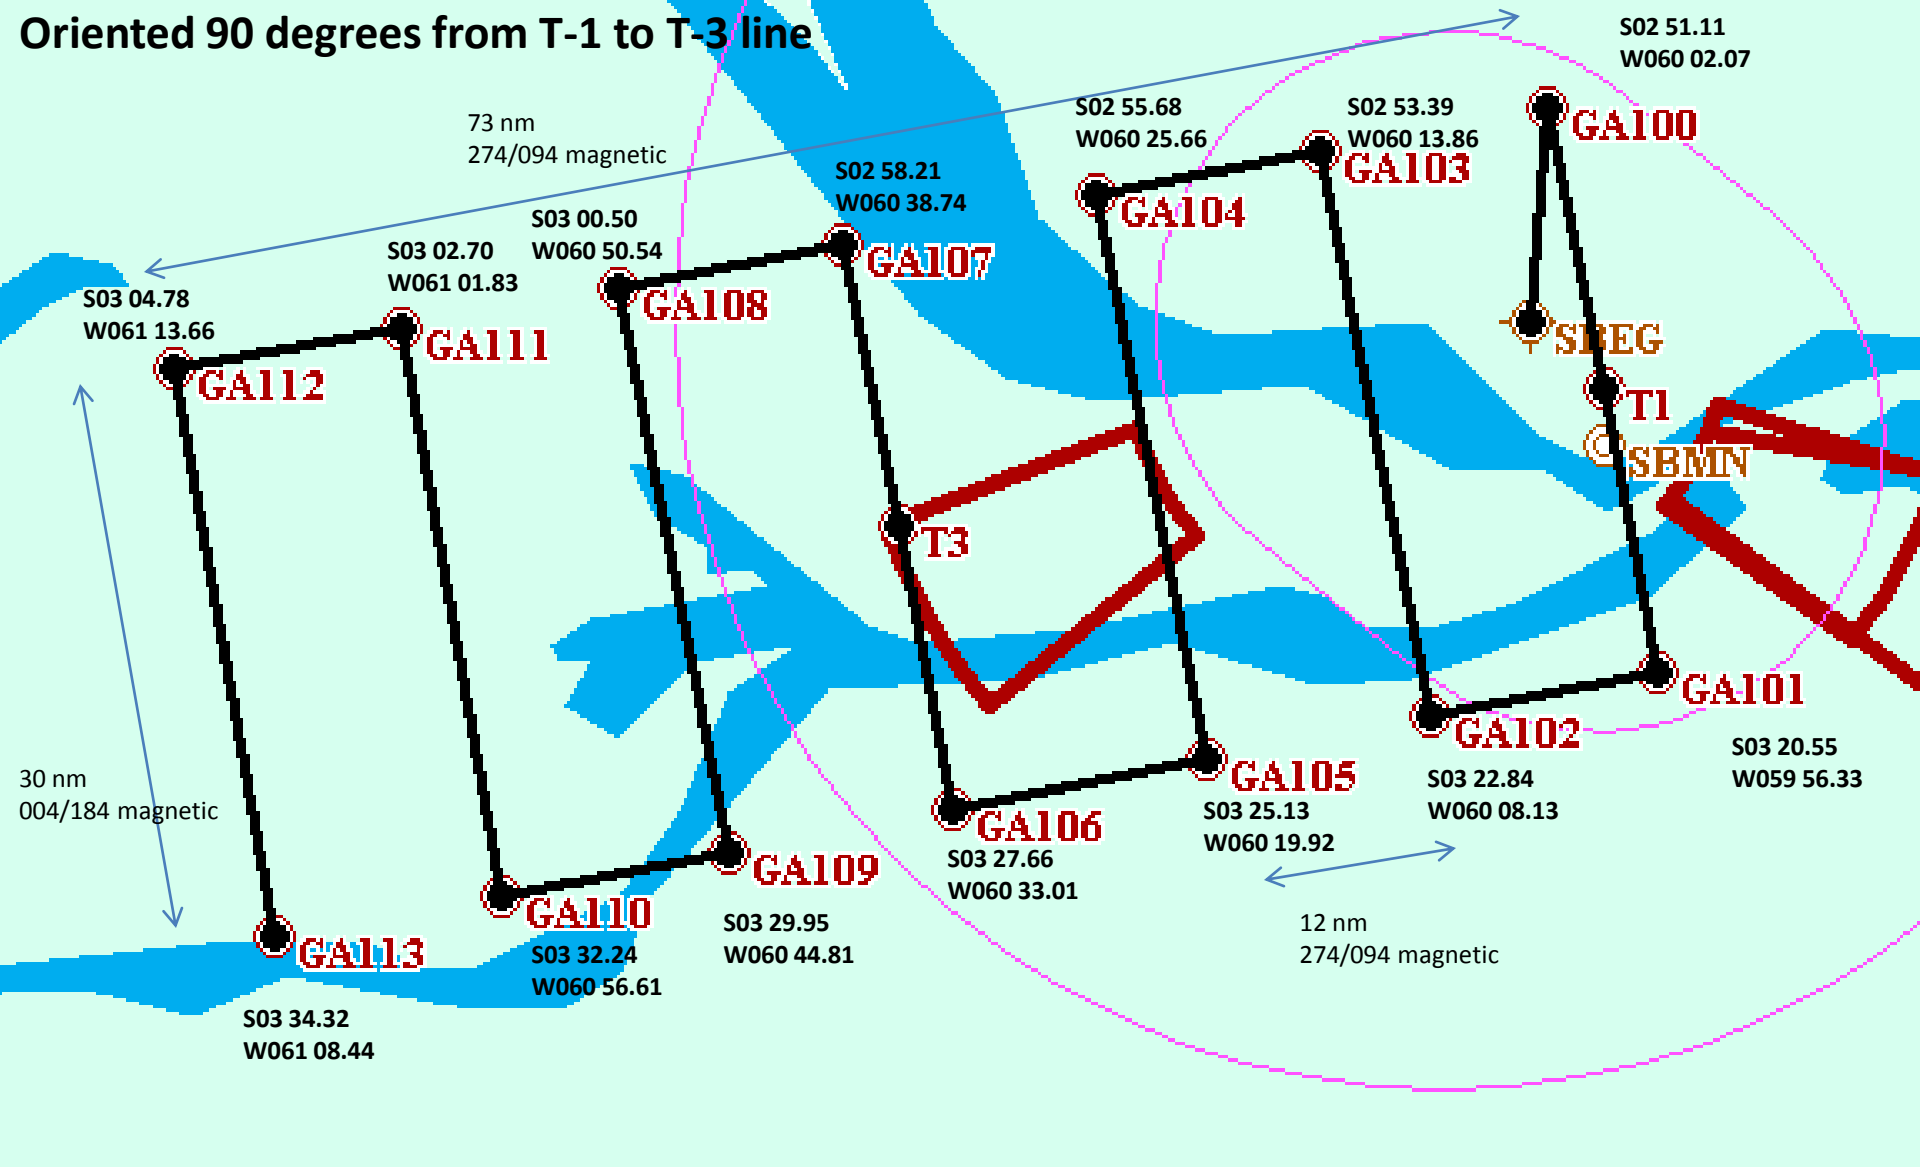 Oriented 90 degrees from T-1 to T-3 line
S02 51.11
W060 02.07
73 nm
274/094 magnetic
S02 55.68
W060 25.66
S02 53.39
W060 13.86
GA100
GA103
GA104
S02 58.21
W060 38.74
S03 00.50
W060 50.54
GA107
S03 02.70
W061 01.83
GA108
S03 04.78
W061 13.66
GA111
SBEG
GA112
T1
SBMN
T3
GA101
GA102
S03 20.55
W059 56.33
GA105
S03 22.84
W060 08.13
30 nm
004/184 magnetic
S03 25.13
W060 19.92
GA106
S03 27.66
W060 33.01
GA109
GA110
S03 29.95
W060 44.81
12 nm
274/094 magnetic
GA113
S03 32.24
W060 56.61
S03 34.32
W061 08.44